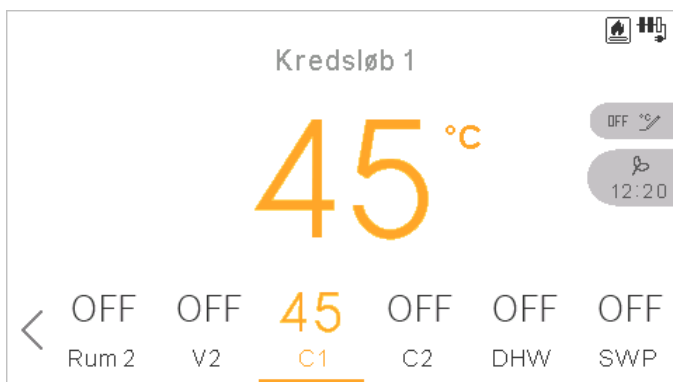 Kredsløb 1
45 °C
OFF °C
12:20
OFF OFF 45 OFF OFF OFF
Rum 2 V2 C1 C2 DHW SWP